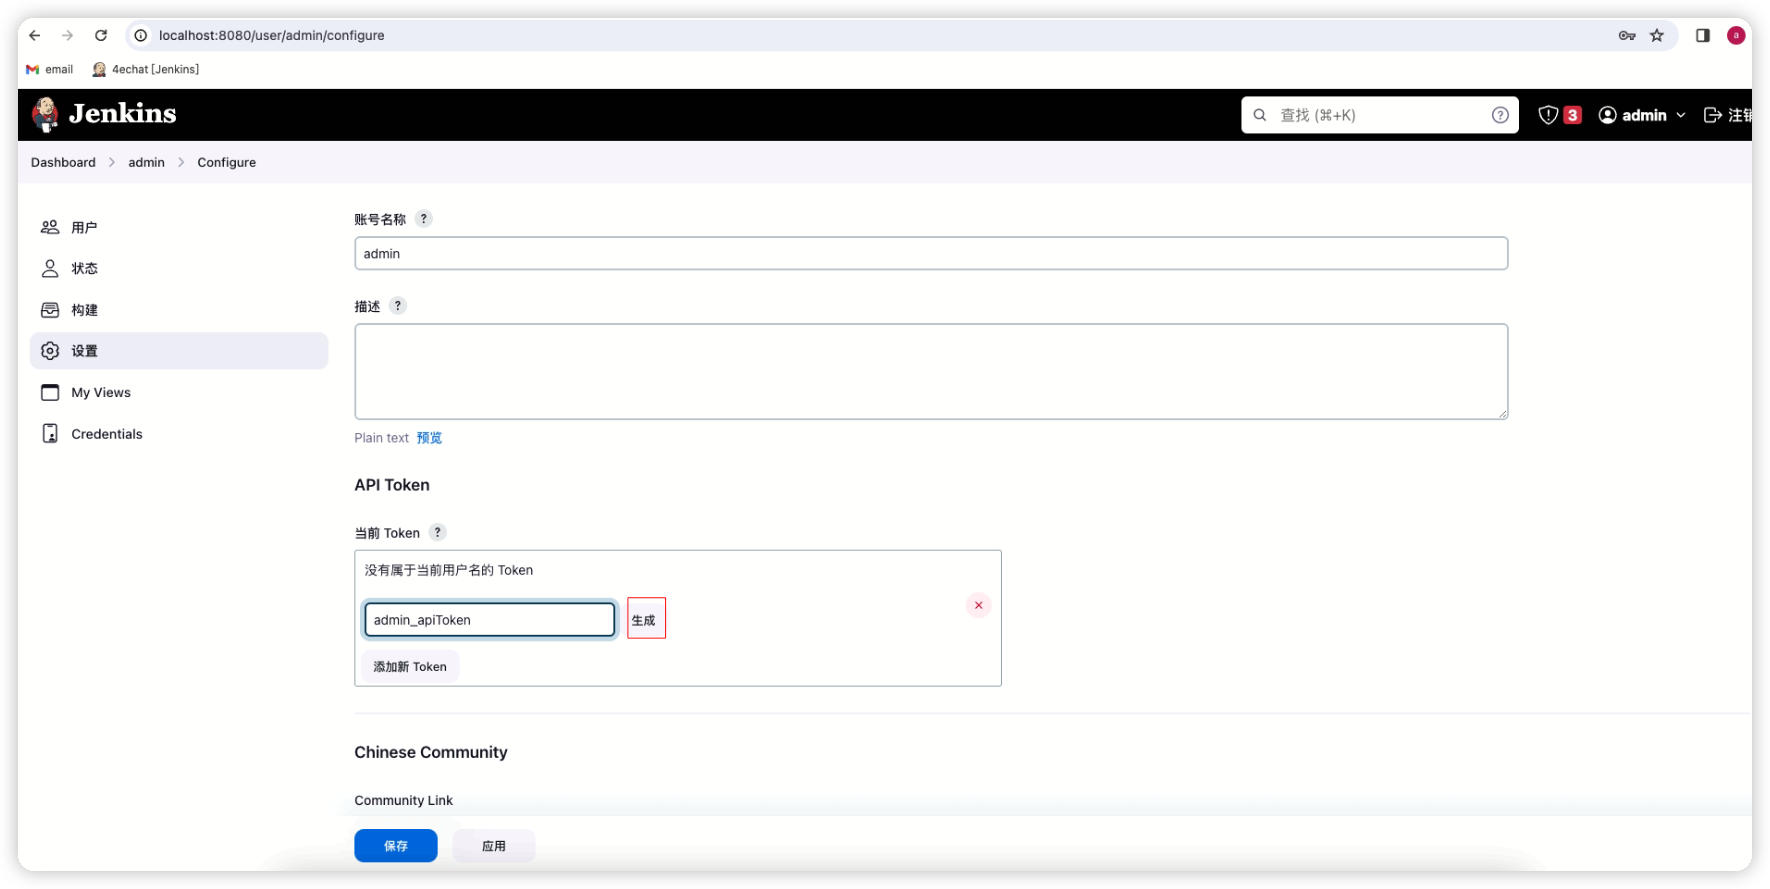 localhost:8080/user/admin/configure
a
email 4echat [Jenkins]
Jenkins 查找 (⌘+K) ? 3 admin 注销
Dashboard admin Configure
用户
状态
构建
设置
My Views
Credentials
账号名称 ?
admin
描述 ?
Plain text 预览
API Token
当前 Token ?
没有属于当前用户名的 Token
admin_apiToken 生成
添加新 Token
Chinese Community
Community Link
保存 应用